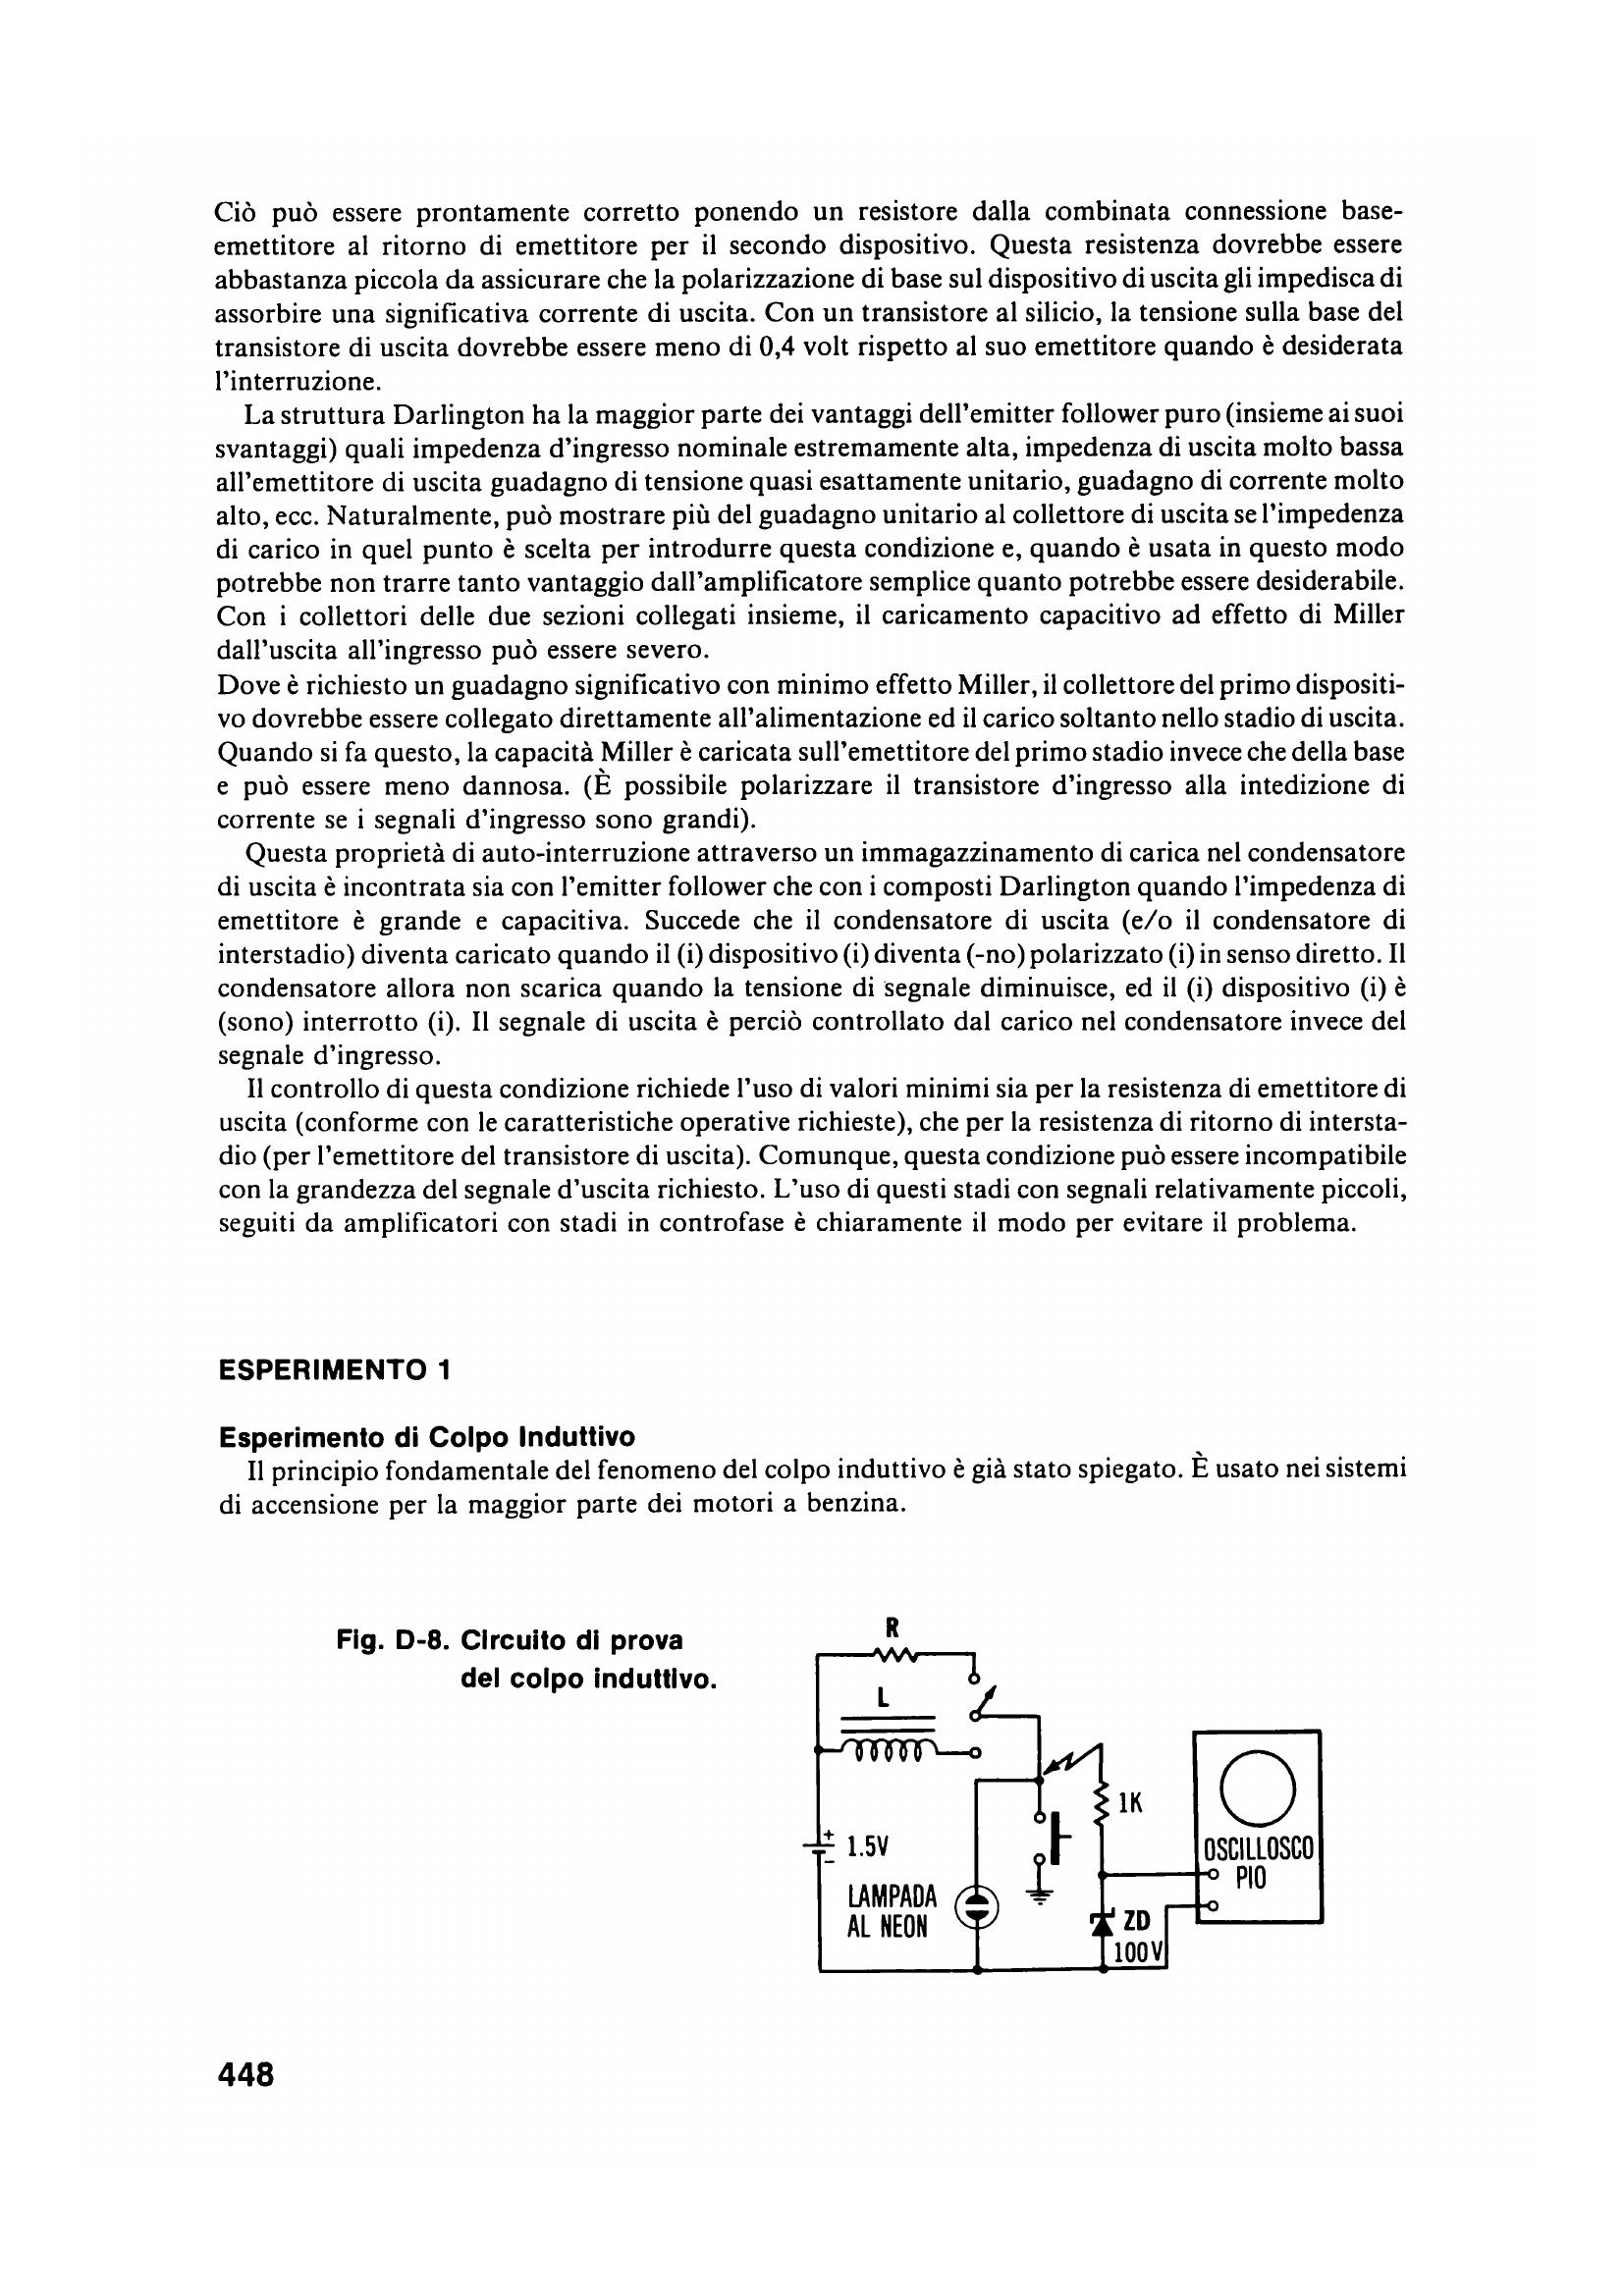 Ciò può essere prontamente corretto ponendo un resistore dalla combinata connessione base-
emettitore al ritorno di emettitore per il secondo dispositivo. Questa resistenza dovrebbe essere
abbastanza piccola da assicurare che la polarizzazione di base sul dispositivo di uscita gli impedisca di
assorbire una significativa corrente di uscita. Con un transistore al silicio, la tensione sulla base del
transistore di uscita dovrebbe essere meno di 0,4 volt rispetto al suo emettitore quando è desiderata
l'interruzione.
La struttura Darlington ha la maggior parte dei vantaggi dell'emitter follower puro (insieme ai suoi
svantaggi) quali impedenza d'ingresso nominale estremamente alta, impedenza di uscita molto bassa
all'emettitore di uscita guadagno di tensione quasi esattamente unitario, guadagno di corrente molto
alto, ecc. Naturalmente, può mostrare più del guadagno unitario al collettore di uscita se l'impedenza
di carico in quel punto è scelta per introdurre questa condizione e, quando è usata in questo modo
potrebbe non trarre tanto vantaggio dall'amplificatore semplice quanto potrebbe essere desiderabile.
Con i collettori delle due sezioni collegati insieme, il caricamento capacitivo ad effetto di Miller
dall'uscita all'ingresso può essere severo.
Dove è richiesto un guadagno significativo con minimo effetto Miller, il collettore del primo dispositi-
vo dovrebbe essere collegato direttamente all'alimentazione ed il carico soltanto nello stadio di uscita.
Quando si fa questo, la capacità Miller è caricata sull'emettitore del primo stadio invece che della base
e può essere meno dannosa. (È possibile polarizzare il transistore d'ingresso alla intedizione di
corrente se i segnali d'ingresso sono grandi).
Questa proprietà di auto-interruzione attraverso un immagazzinamento di carica nel condensatore
di uscita è incontrata sia con l'emitter follower che con i composti Darlington quando l'impedenza di
emettitore è grande e capacitiva. Succede che il condensatore di uscita (e/o il condensatore di
interstadio) diventa caricato quando il (i) dispositivo (i) diventa (-no) polarizzato (i) in senso diretto. Il
condensatore allora non scarica quando la tensione di segnale diminuisce, ed il (i) dispositivo (i) è
(sono) interrotto (i). Il segnale di uscita è perciò controllato dal carico nel condensatore invece del
segnale d'ingresso.
Il controllo di questa condizione richiede l'uso di valori minimi sia per la resistenza di emettitore di
uscita (conforme con le caratteristiche operative richieste), che per la resistenza di ritorno di intersta-
dio (per l'emettitore del transistore di uscita). Comunque, questa condizione può essere incompatibile
con la grandezza del segnale d'uscita richiesto. L'uso di questi stadi con segnali relativamente piccoli,
seguiti da amplificatori con stadi in controfase è chiaramente il modo per evitare il problema.
ESPERIMENTO 1
Esperimento di Colpo Induttivo
Il principio fondamentale del fenomeno del colpo induttivo è già stato spiegato. È usato nei sistemi
di accensione per la maggior parte dei motori a benzina.
Fig. D-8. Circuito di prova
del colpo induttivo.
R
L
1K
+
1.5V
-
OSCILLOSCO
PIO
LAMPADA
AL NEON
ZD
100V
448